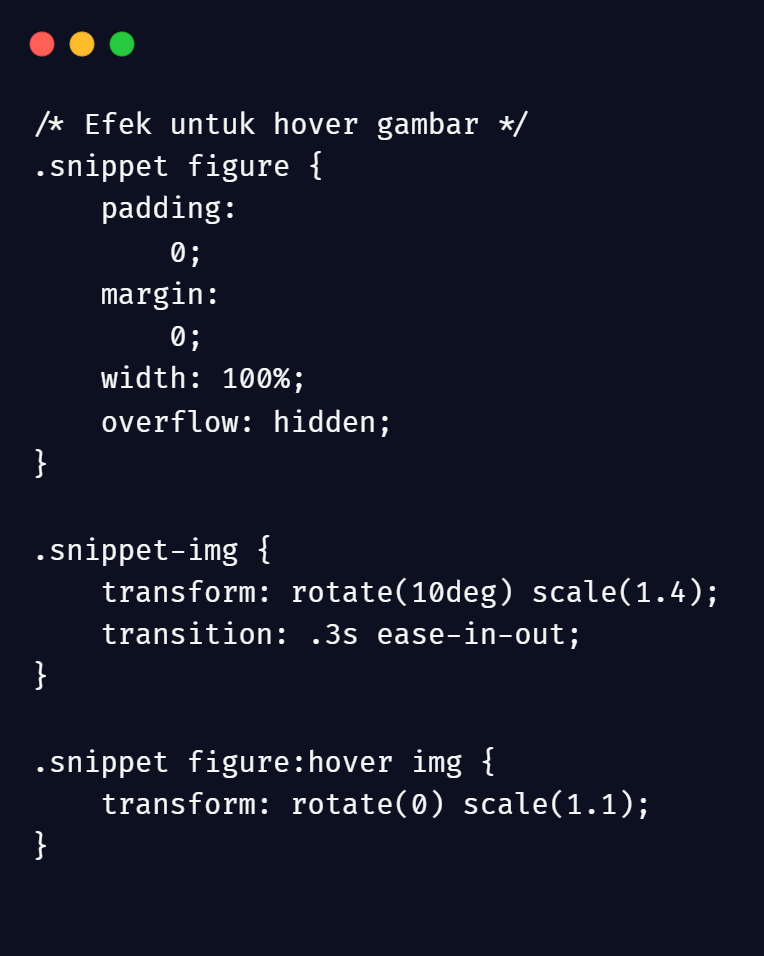 /* Efek untuk hover gambar */
.snippet figure {
    padding:
        0;
    margin:
        0;
    width: 100%;
    overflow: hidden;
}

.snippet-img {
    transform: rotate(10deg) scale(1.4);
    transition: .3s ease-in-out;
}

.snippet figure:hover img {
    transform: rotate(0) scale(1.1);
}